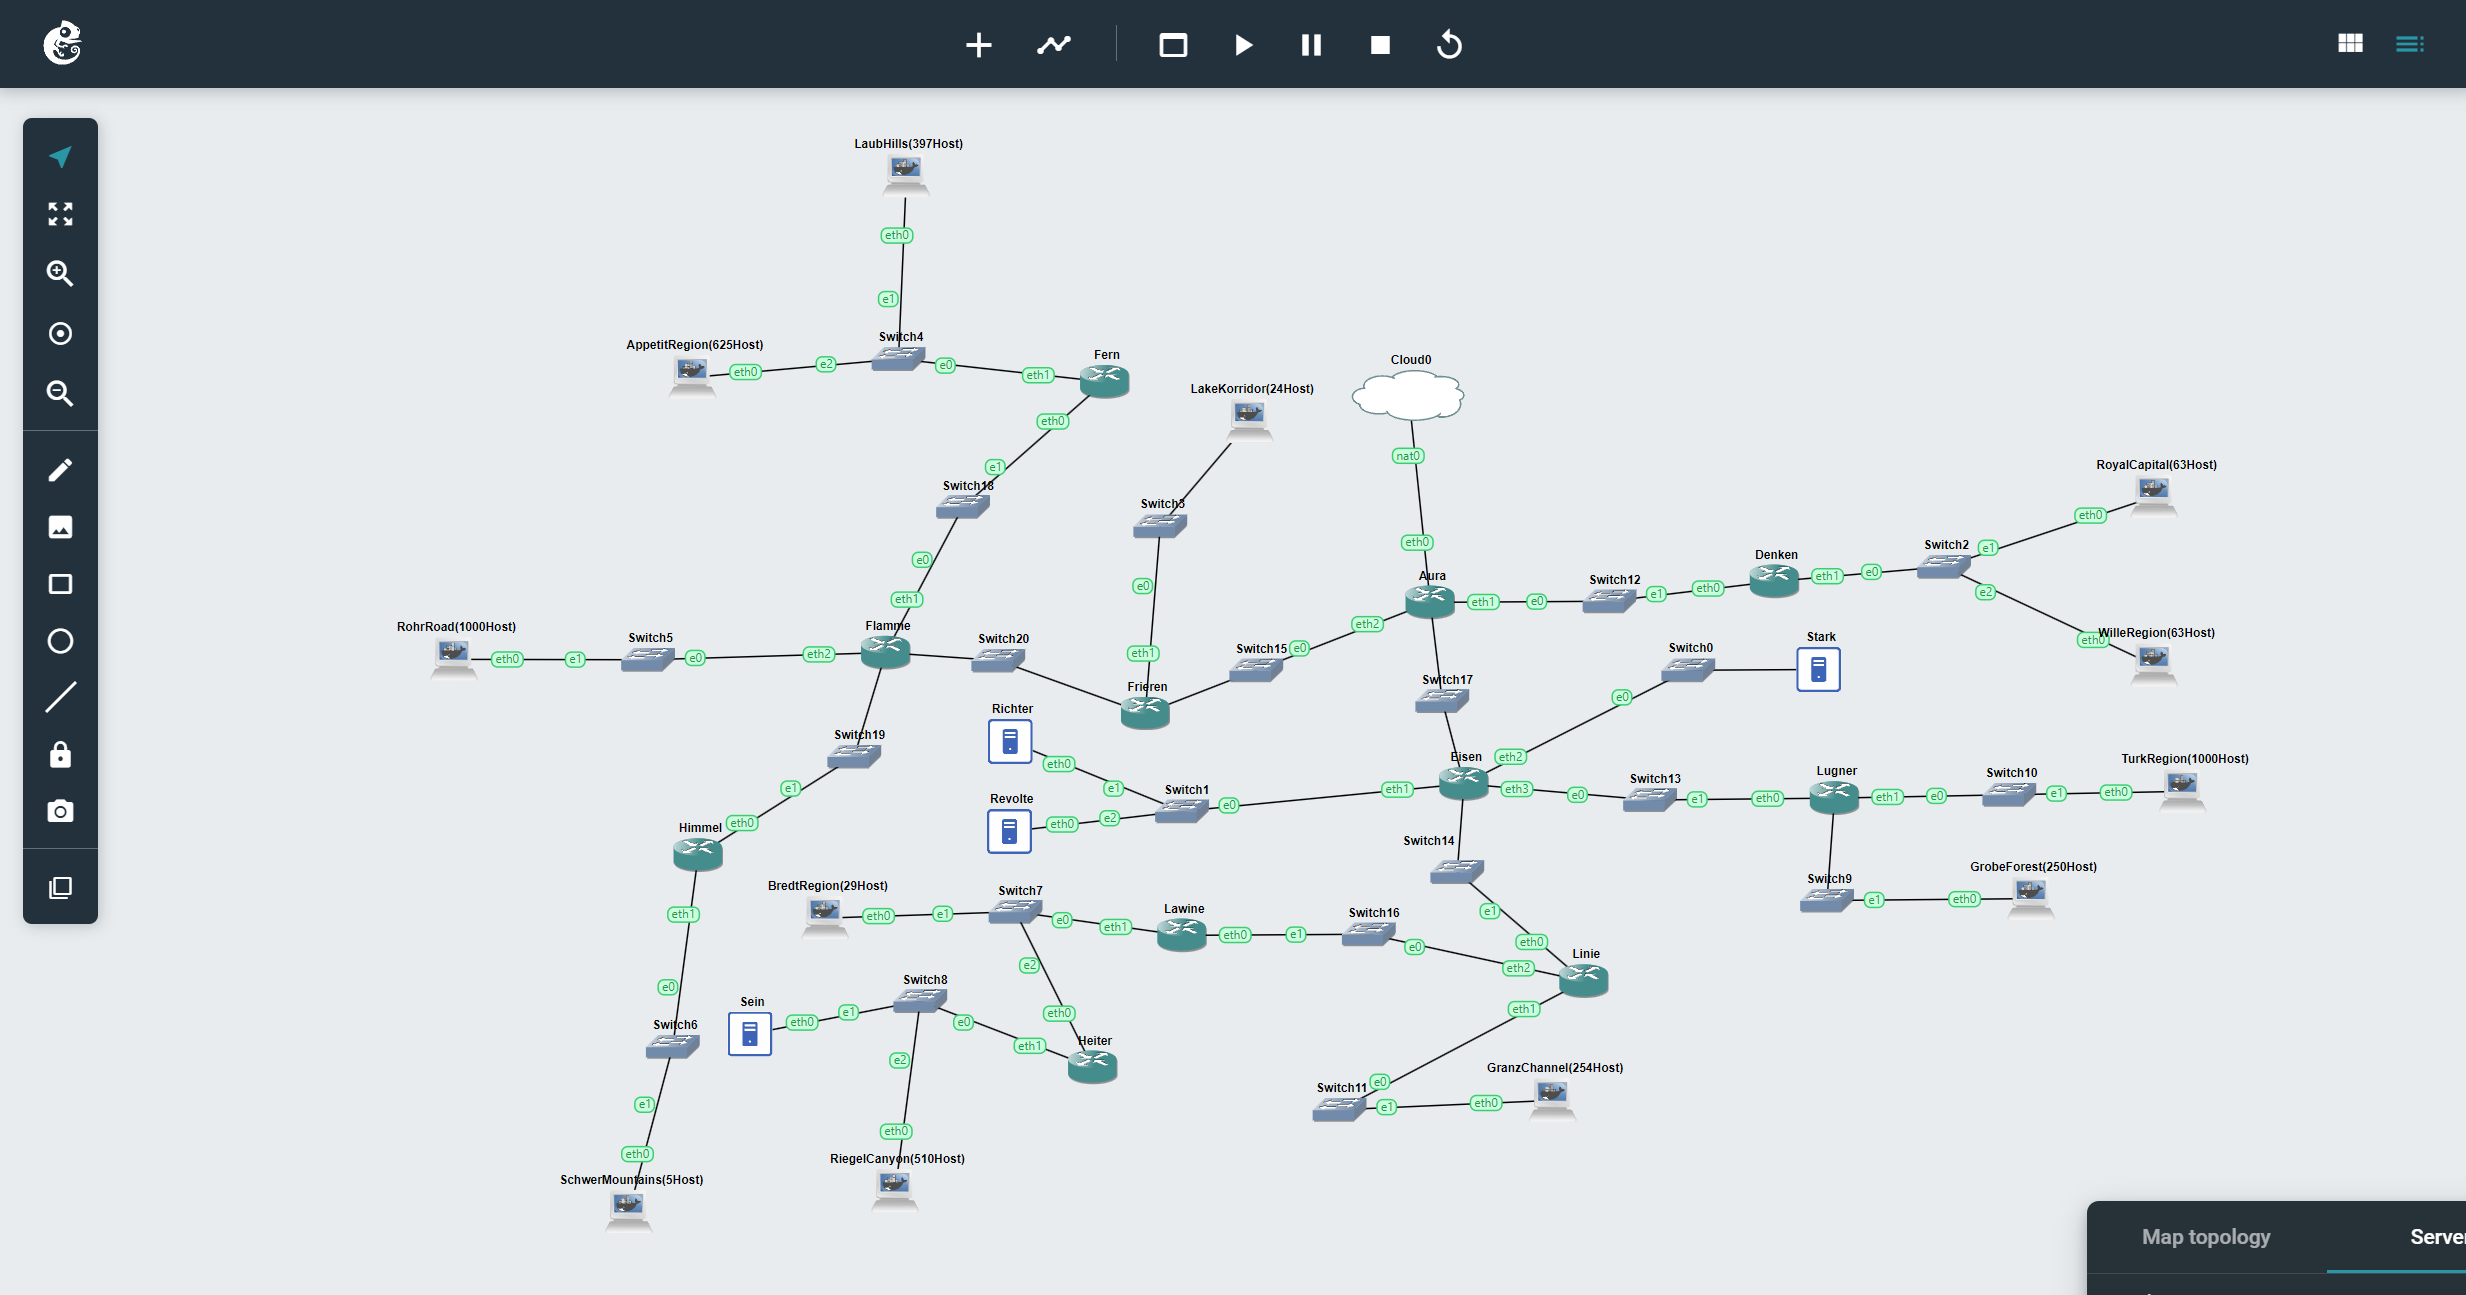 LaubHills(397Host)
eth0
e1
Switch4
AppetitRegion(625Host)
eth0
e2
e0
eth1
Fern
eth0
e1
Switch18
e0
eth1
LakeKorridor(24Host)
Switch3
e0
eth1
Cloud0
nat0
eth0
Aura
eth2
eth1
e0
Switch12
e1
eth0
Denken
eth1
e0
Switch2
e1
eth0
RoyalCapital(63Host)
e2
eth0
WilleRegion(63Host)
RohrRoad(1000Host)
eth0
e1
Switch5
e0
eth2
Flamme
Switch20
Frieren
Switch15
e0
Switch17
Switch0
Stark
e0
eth2
Eisen
Switch19
e1
eth0
Himmel
eth1
e0
Switch6
e1
eth0
SchwerMountains(5Host)
Richter
eth0
e1
Revolte
eth0
e2
Switch1
e0
eth1
eth3
e0
Switch13
e1
eth0
Lugner
eth1
e0
Switch10
e1
eth0
TurkRegion(1000Host)
Switch9
e1
eth0
GrobeForest(250Host)
Switch14
e1
eth0
Linie
BredtRegion(29Host)
eth0
e1
Switch7
e0
eth1
Lawine
eth0
e1
Switch16
e0
eth2
e2
eth0
Heiter
Sein
eth0
e1
Switch8
e0
eth1
e2
eth0
RiegelCanyon(510Host)
eth1
e0
Switch11
e1
eth0
GranzChannel(254Host)
Map topology
Server